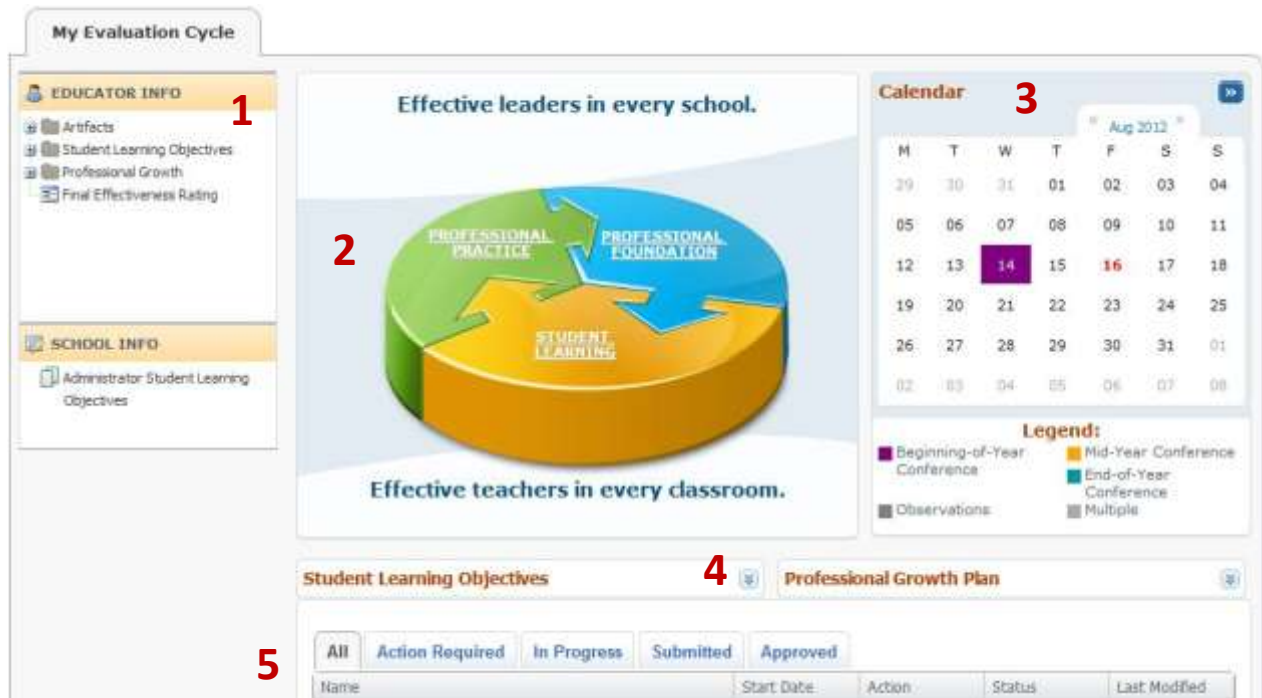 My Evaluation Cycle
EDUCATOR INFO
1
Artifacts
Student Learning Objectives
Professional Growth
Final Effectiveness Rating
SCHOOL INFO
Administrator Student Learning
Objectives
Effective leaders in every school.
2
PROFESSIONAL
PRACTICE
PROFESSIONAL
FOUNDATION
STUDENT
LEARNING
Effective teachers in every classroom.
Calendar
3
Aug 2012
M T W T F S S
29 30 31 01 02 03 04
05 06 07 08 09 10 11
12 13 14 15 16 17 18
19 20 21 22 23 24 25
26 27 28 29 30 31 01
02 03 04 05 06 07 08
Legend:
Beginning-of-Year
Conference
Mid-Year Conference
End-of-Year
Conference
Observations
Multiple
Student Learning Objectives
4
Professional Growth Plan
5
All Action Required In Progress Submitted Approved
Name Start Date Action Status Last Modified